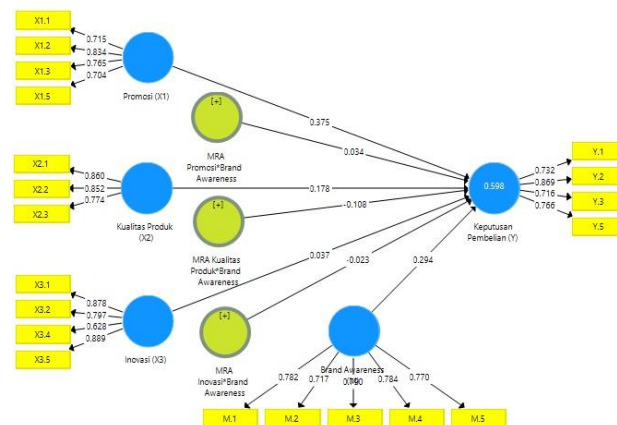 X1.1
X1.2
X1.3
X1.5
0.715
0.834
0.765
0.704
Promosi (X1)
[+]
MRA
Promosi*Brand
Awareness
0.375
0.034
X2.1
X2.2
X2.3
0.860
0.852
0.774
Kualitas Produk
(X2)
[+]
MRA Kualitas
Produk*Brand
Awareness
0.178
-0.108
0.598
Keputusan
Pembelian (Y)
0.732
0.869
0.716
0.766
Y.1
Y.2
Y.3
Y.5
X3.1
X3.2
X3.4
X3.5
0.878
0.797
0.628
0.889
Inovasi (X3)
[+]
MRA
Inovasi*Brand
Awareness
0.037
-0.023
0.294
Brand Awareness
0.782
0.717
0.784
0.770
M.1
M.2
M.3
M.4
M.5